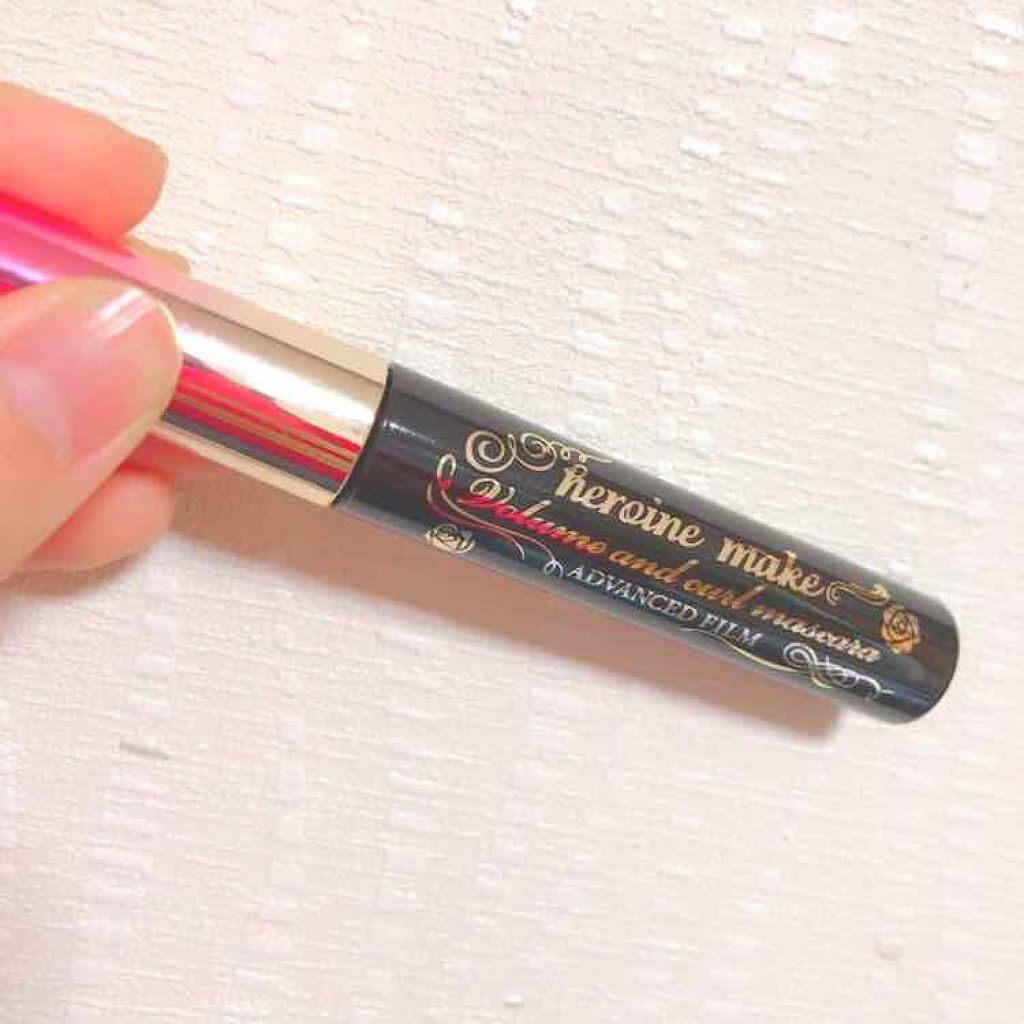 heroine make
Volume and curl mascara
ADVANCED FILM